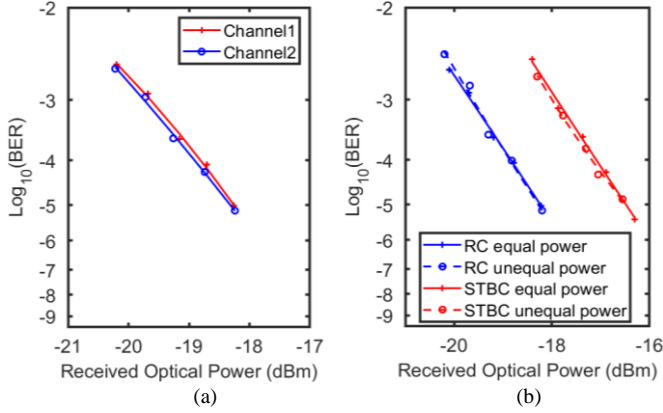 -2
-3
-4
-5
-6
-7
-8
-9
Log10(BER)
Channel1
Channel2
-21
-20
-19
-18
-17
Received Optical Power (dBm)
(a)
-2
-3
-4
-5
-6
-7
-8
-9
Log10(BER)
RC equal power
RC unequal power
STBC equal power
STBC unequal power
-20
-18
-16
Received Optical Power (dBm)
(b)